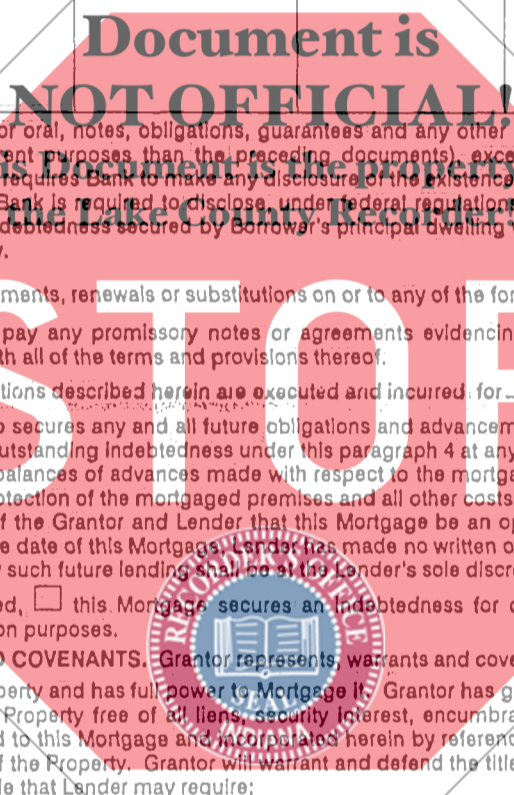 Document is
NOT OFFICIAL!
or oral, notes, obligations, guarantees and any other
ent purposes than the preceding documents), exce
is Document is the property
requires Bank to make any disclosure of the existence
Bank is required to disclose, under federal regulations
the Lake County Recorder!
debtedness secured by Borrower's principal dwelling
y.
ments, renewals or substitutions on or to any of the for
STOP
pay any promissory notes or agreements evidencin
th all of the terms and provisions thereof.
tions described herein are executed and incurred for
o secures any and all future obligations and advancem
utstanding indebtedness under this paragraph 4 at any
balances of advances made with respect to the mortga
otection of the mortgaged premises and all other costs
f the Grantor and Lender that this Mortgage be an op
e date of this Mortgage, Lender has made no written o
y such future lending shall be at the Lender's sole discr
ed, ☐ this Mortgage secures an indebtedness for c
on purposes.
RECORDER'S OFFICE
SEAL
D COVENANTS. Grantor represents, warrants and cove
perty and has full power to Mortgage it. Grantor has g
Property free of all liens, security interest, encumbra
d to this Mortgage and incorporated herein by referenc
f the Property. Grantor will warrant and defend the title
le that Lender may require;